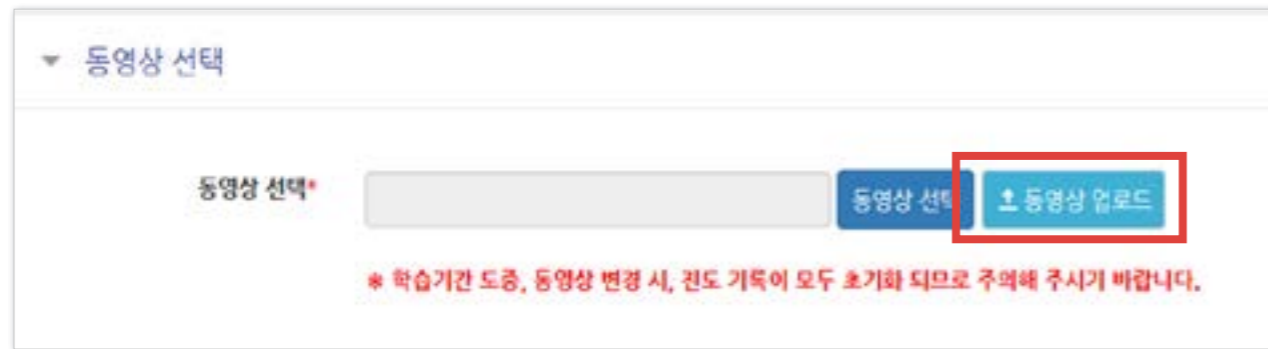 동영상 선택
동영상 선택* 동영상 선택 동영상 업로드
※ 학습기간 도중, 동영상 변경 시, 진도 기록이 모두 초기화 되므로 주의해 주시기 바랍니다.